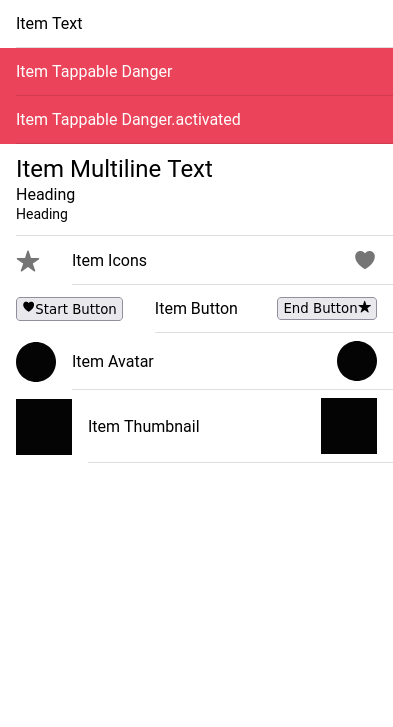 Item Text
Item Tappable Danger
Item Tappable Danger.activated
Item Multiline Text
Heading
Heading
Item Icons
Start Button Item Button End Button
Item Avatar
Item Thumbnail